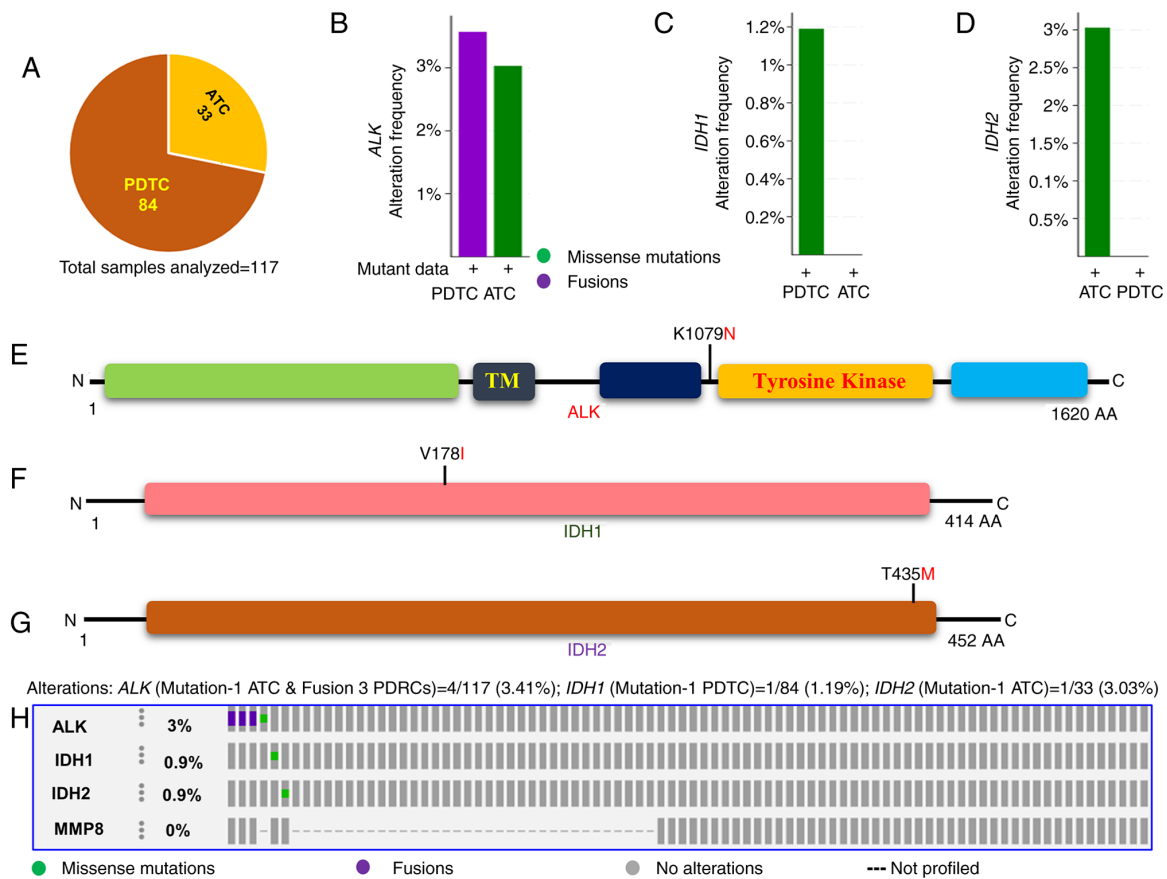 A
ATC
33
PDTC
84
Total samples analyzed=117
B
ALK
Alteration frequency
3%
2%
1%
Mutant data + +
PDTC ATC
Missense mutations
Fusions
C
IDH1
Alteration frequency
1.2%
1%
0.8%
0.6%
0.4%
0.2%
+ +
PDTC ATC
D
IDH2
Alteration frequency
3%
2.5%
2%
1.5%
0.1%
0.5%
+ +
ATC PDTC
E
K1079N
N TM Tyrosine Kinase C
1 ALK 1620 AA
F
V178I
N C
1 414 AA
IDH1
G
T435M
N C
1 452 AA
IDH2
Alterations: ALK (Mutation-1 ATC & Fusion 3 PDRCs)=4/117 (3.41%); IDH1 (Mutation-1 PDTC)=1/84 (1.19%); IDH2 (Mutation-1 ATC)=1/33 (3.03%)
H
ALK 3%
IDH1 0.9%
IDH2 0.9%
MMP8 0%
Missense mutations Fusions No alterations Not profiled